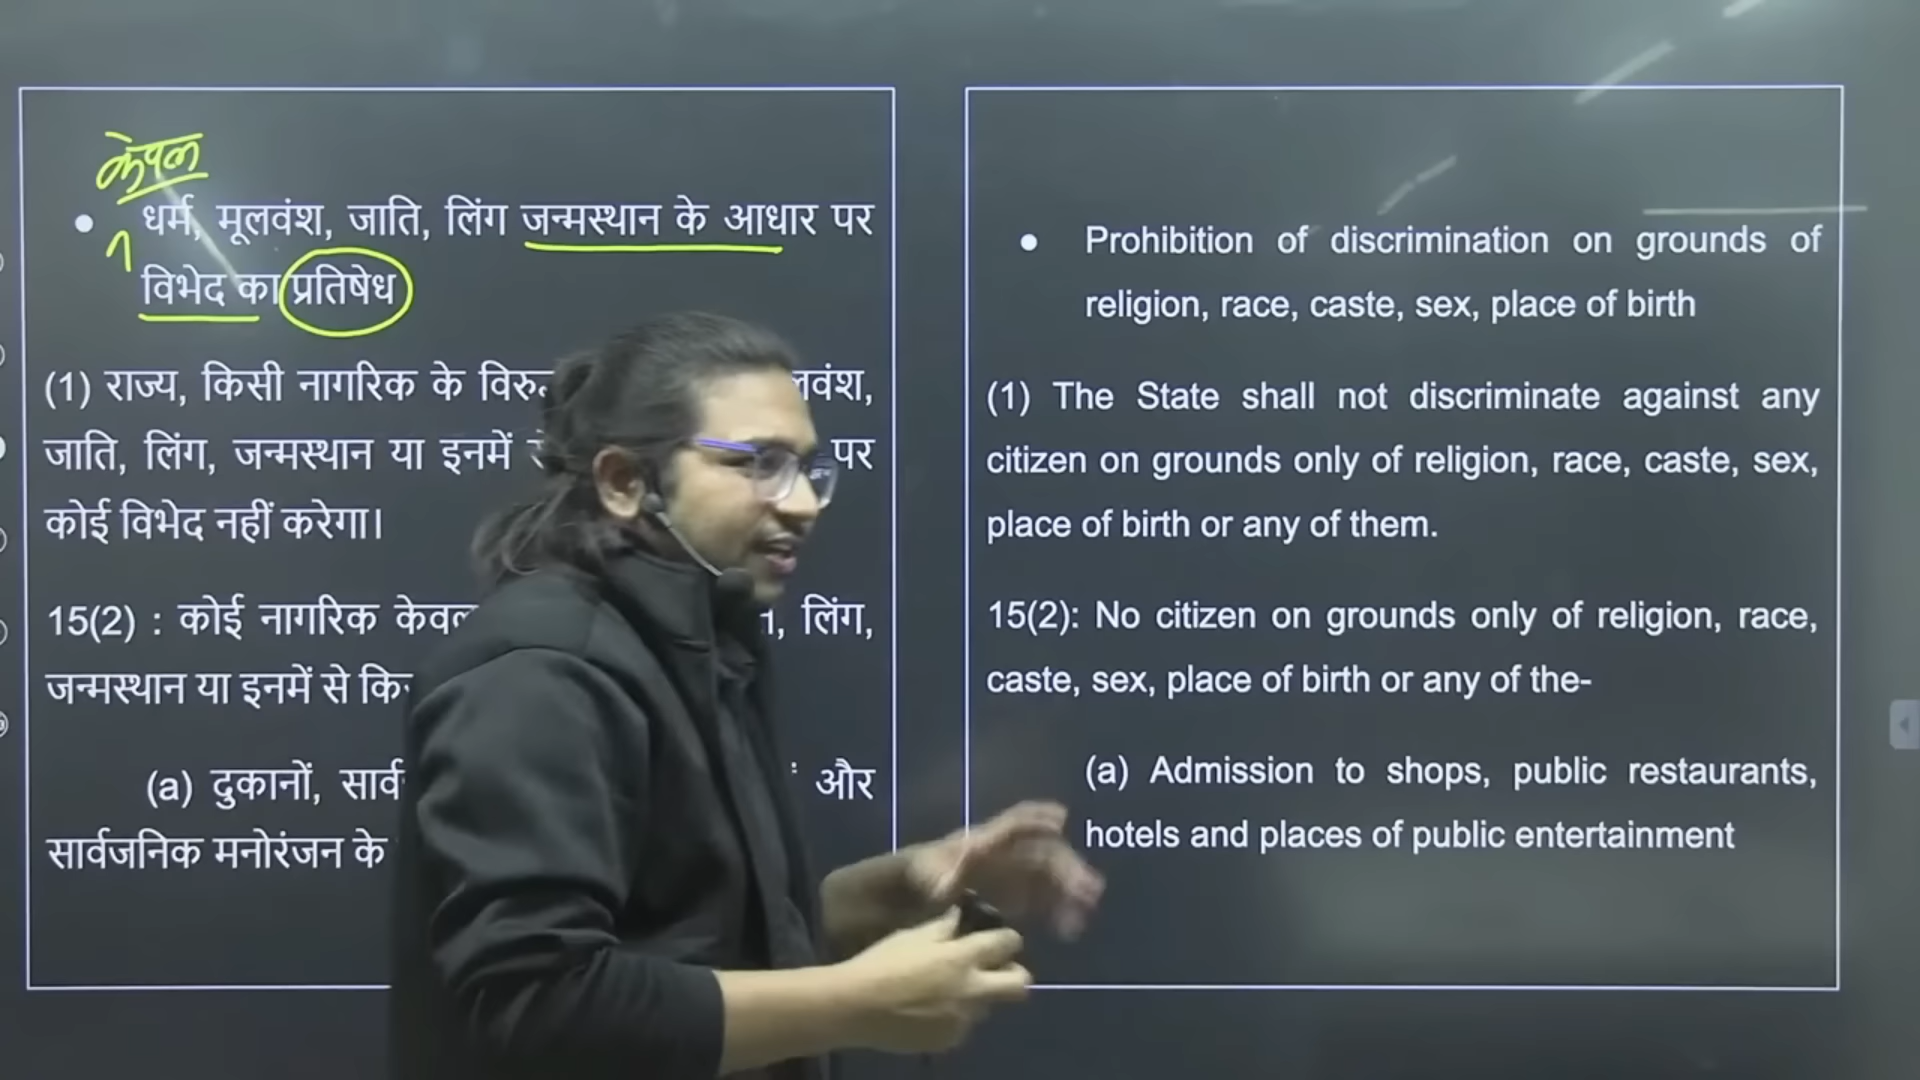 केवल
• धर्म, मूलवंश, जाति, लिंग जन्मस्थान के आधार पर
विभेद का प्रतिषेध
(1) राज्य, किसी नागरिक के
जाति, लिंग, जन्मस्थान या इनमें पर
कोई विभेद नहीं करेगा।
15(2) : कोई नागरिक लिंग,
जन्मस्थान या इनमें से
(a) दुकानों, और
सार्वजनिक मनोरंजन के
• Prohibition of discrimination on grounds of
religion, race, caste, sex, place of birth
(1) The State shall not discriminate against any
citizen on grounds only of religion, race, caste, sex,
place of birth or any of them.
15(2): No citizen on grounds only of religion, race,
caste, sex, place of birth or any of the-
(a) Admission to shops, public restaurants,
hotels and places of public entertainment